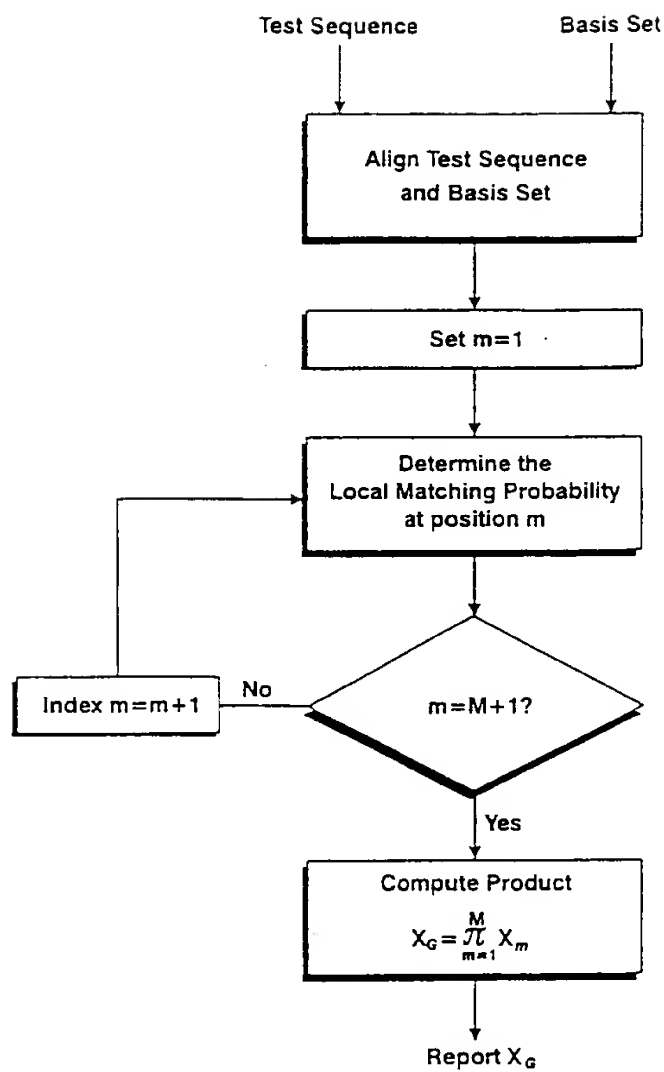 Test Sequence
Basis Set
Align Test Sequence
and Basis Set
Set m=1
Determine the
Local Matching Probability
at position m
Index m=m+1
No
m=M+1?
Yes
Compute Product
M
X_G = π X_m
m=1
Report X_G